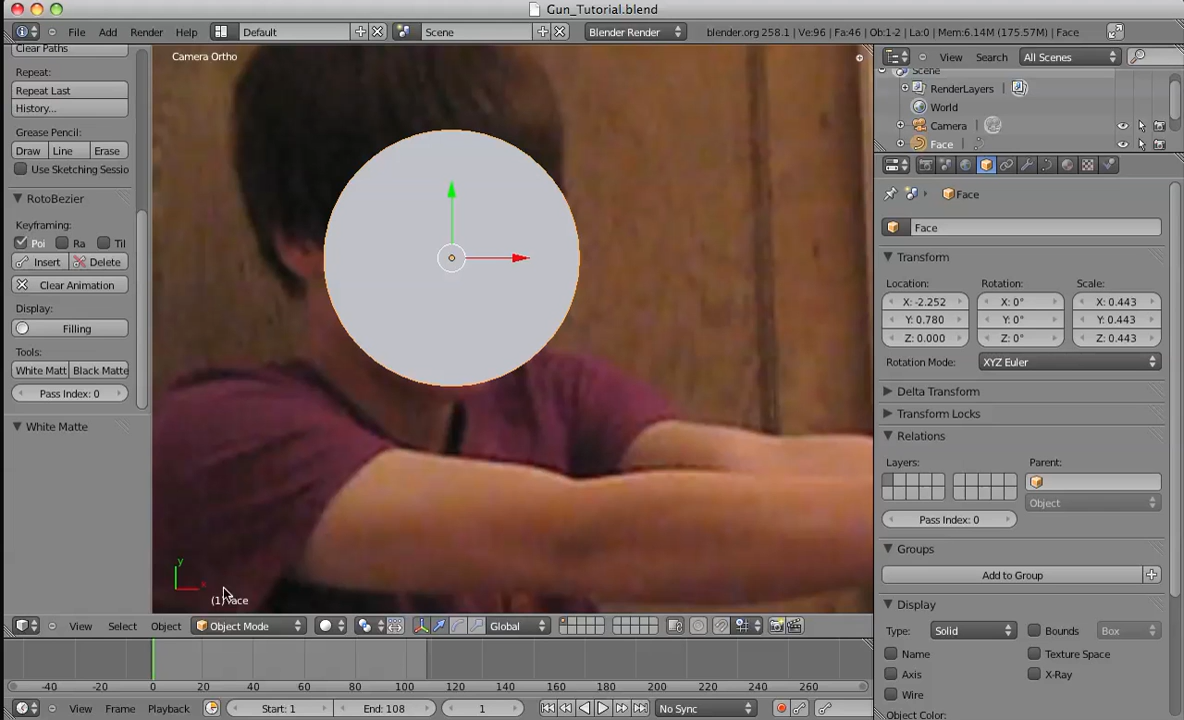 Gun_Tutorial.blend
File Add Render Help Default Scene Blender Render blender.org 258.1 | Ve:96 | Fa:46 | Ob:1-2 | La:0 | Mem:6.14M (175.57M) | Face
Clear Paths
Repeat:
Repeat Last
History...
Grease Pencil:
Draw Line Erase
Use Sketching Sessio
RotoBezier
Keyframing:
Poi Ra Til
Insert Delete
Clear Animation
Display:
Filling
Tools:
White Matt Black Matte
Pass Index: 0
White Matte
Camera Ortho
y
x
(1) Face
View Select Object Object Mode Global
-40 -20 0 20 40 60 80 100 120 140 160 180 200 220 240 260
View Frame Playback Start: 1 End: 108 1 No Sync
View Search All Scenes
Scene
RenderLayers
World
Camera
Face
Face
Face
Transform
Location: Rotation: Scale:
X: -2.252 X: 0° X: 0.443
Y: 0.780 Y: 0° Y: 0.443
Z: 0.000 Z: 0° Z: 0.443
Rotation Mode: XYZ Euler
Delta Transform
Transform Locks
Relations
Layers: Parent:
Object
Pass Index: 0
Groups
Add to Group
Display
Type: Solid Bounds Box
Name Texture Space
Axis X-Ray
Wire
Object Color: